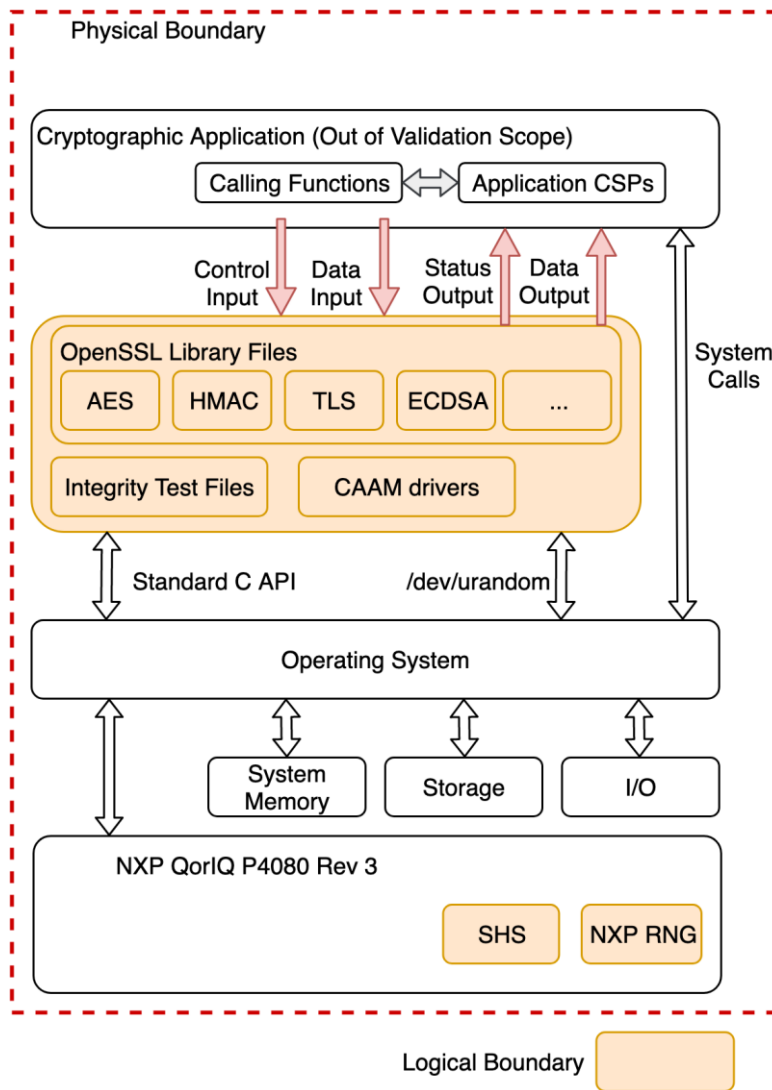 Physical Boundary
Cryptographic Application (Out of Validation Scope)
Calling Functions
Application CSPs
Control
Input
Data
Input
Status
Output
Data
Output
System
Calls
OpenSSL Library Files
AES
HMAC
TLS
ECDSA
...
Integrity Test Files
CAAM drivers
Standard C API
/dev/urandom
Operating System
System
Memory
Storage
I/O
NXP QorIQ P4080 Rev 3
SHS
NXP RNG
Logical Boundary